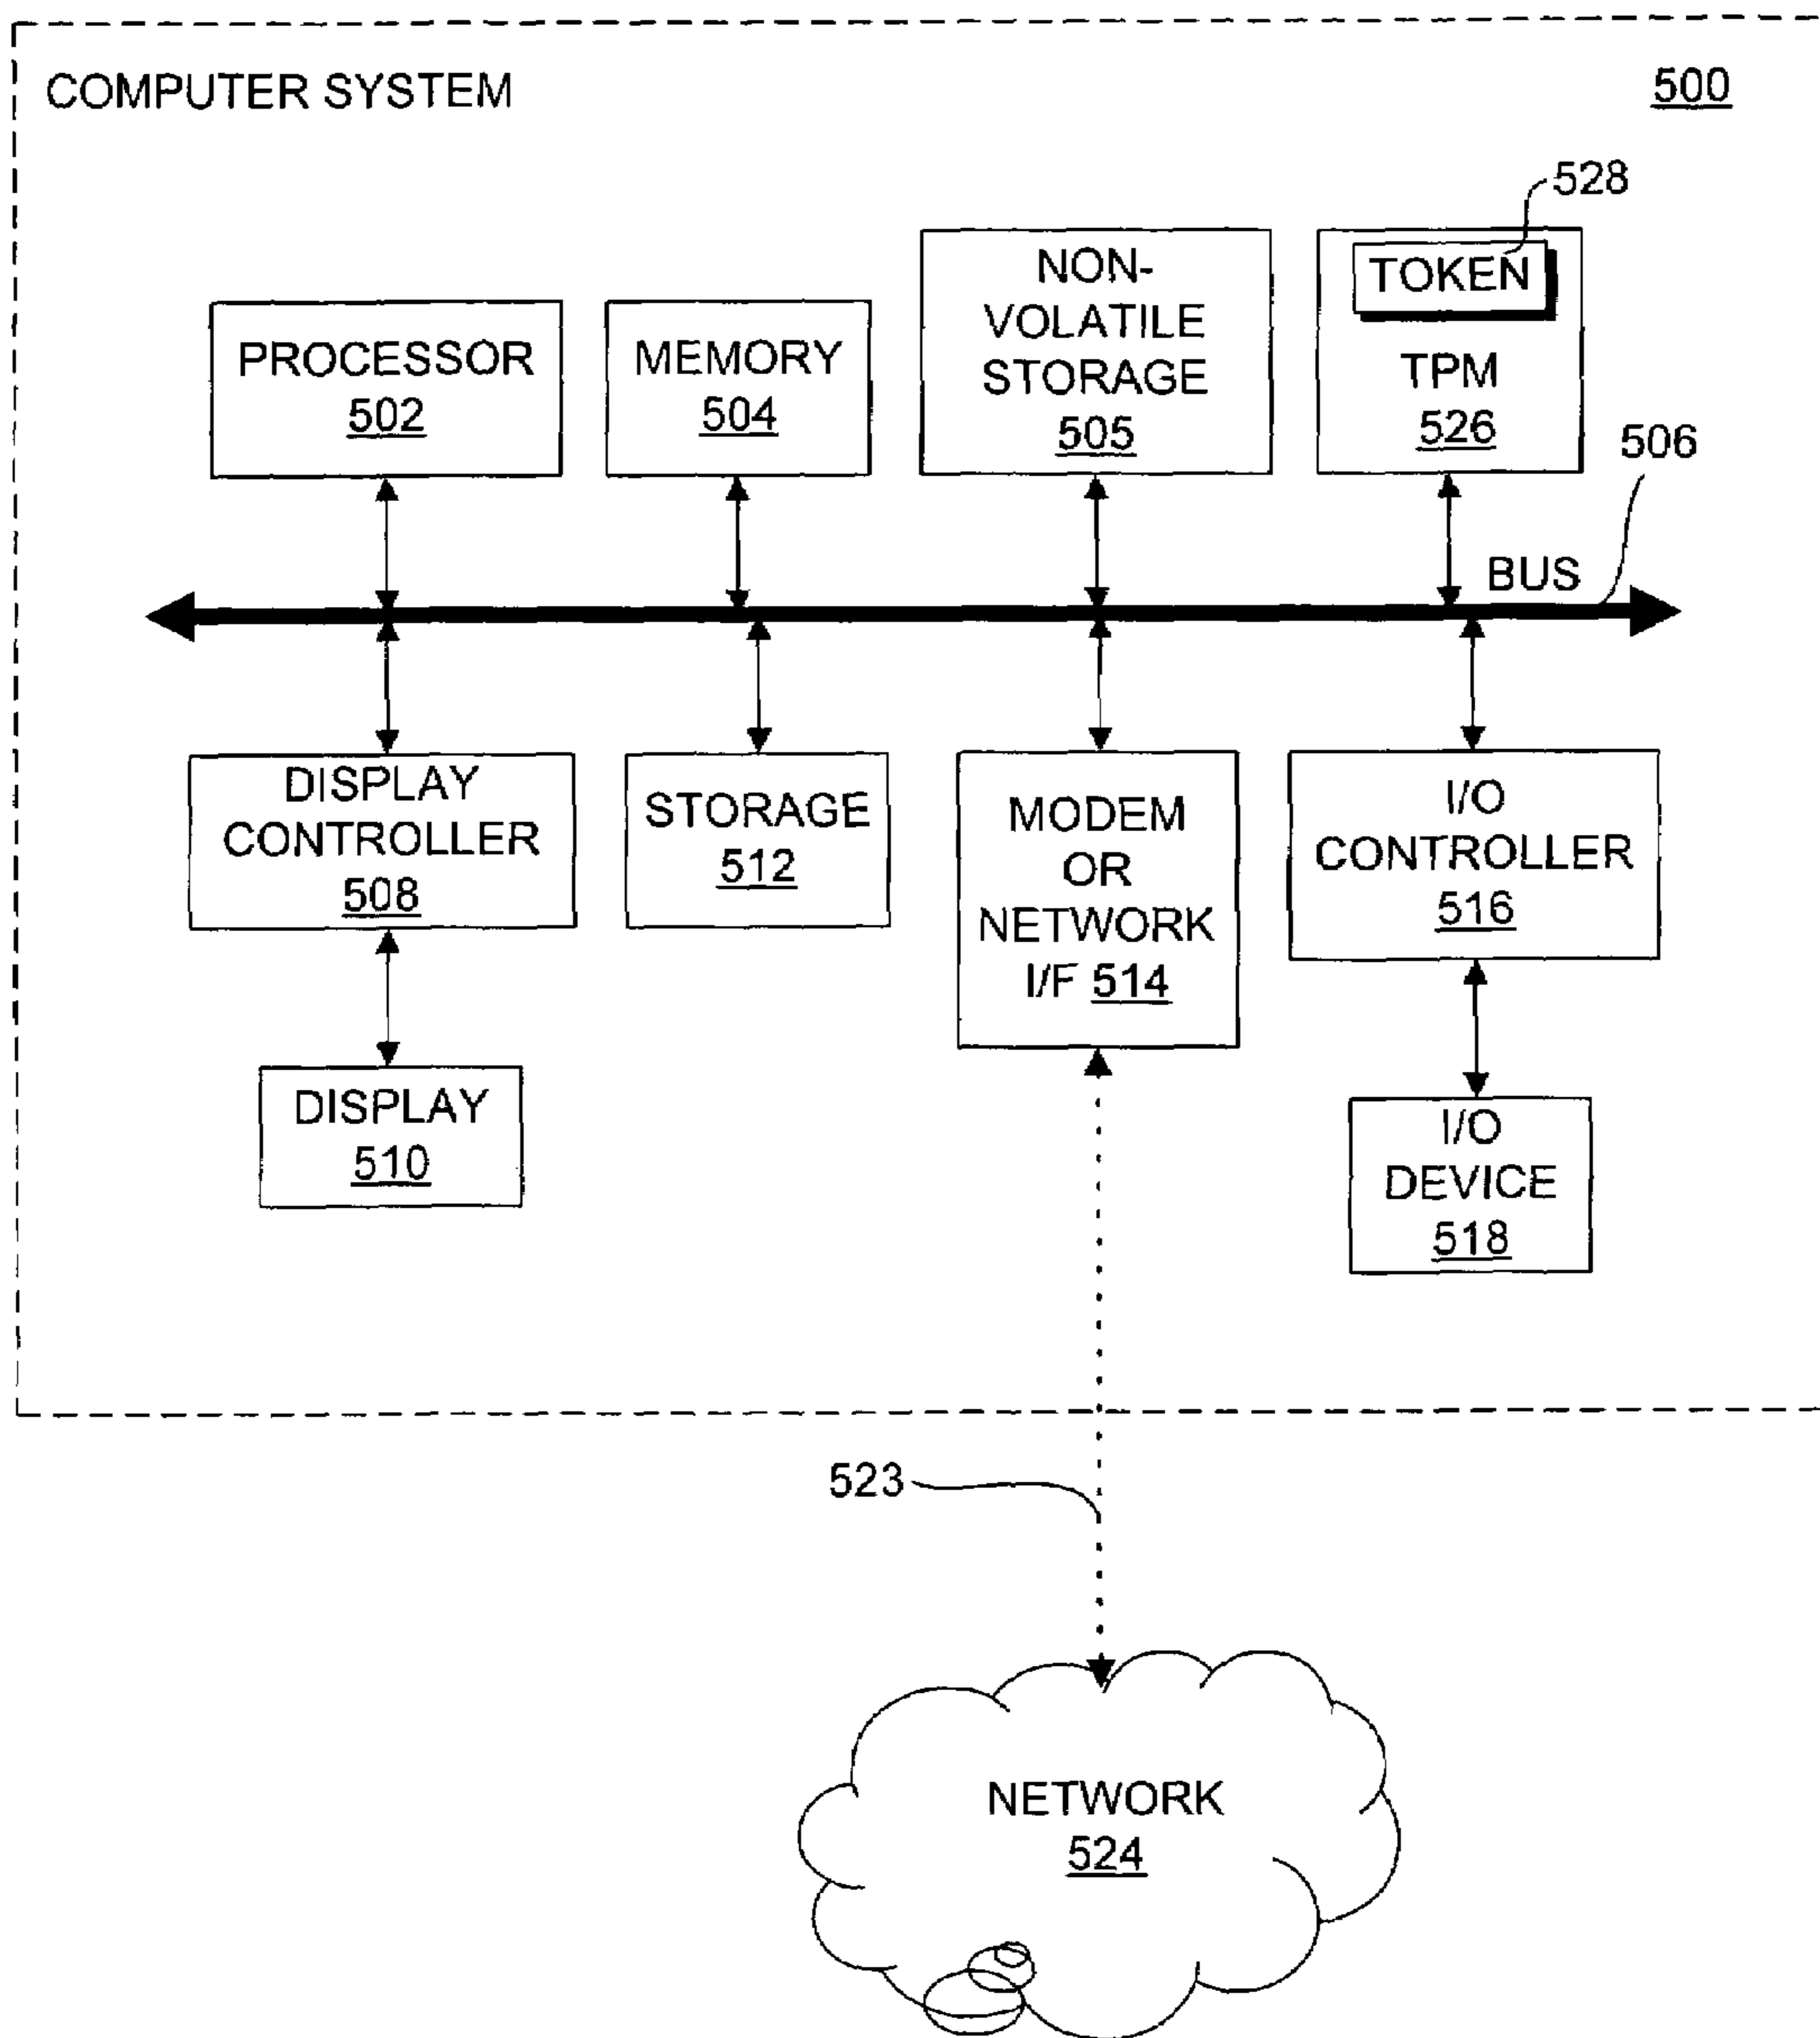 COMPUTER SYSTEM
500
528
TOKEN
TPM
526
NON-
VOLATILE
STORAGE
505
PROCESSOR
502
MEMORY
504
506
BUS
DISPLAY
CONTROLLER
508
STORAGE
512
MODEM
OR
NETWORK
I/F 514
I/O
CONTROLLER
516
DISPLAY
510
I/O
DEVICE
518
523
NETWORK
524